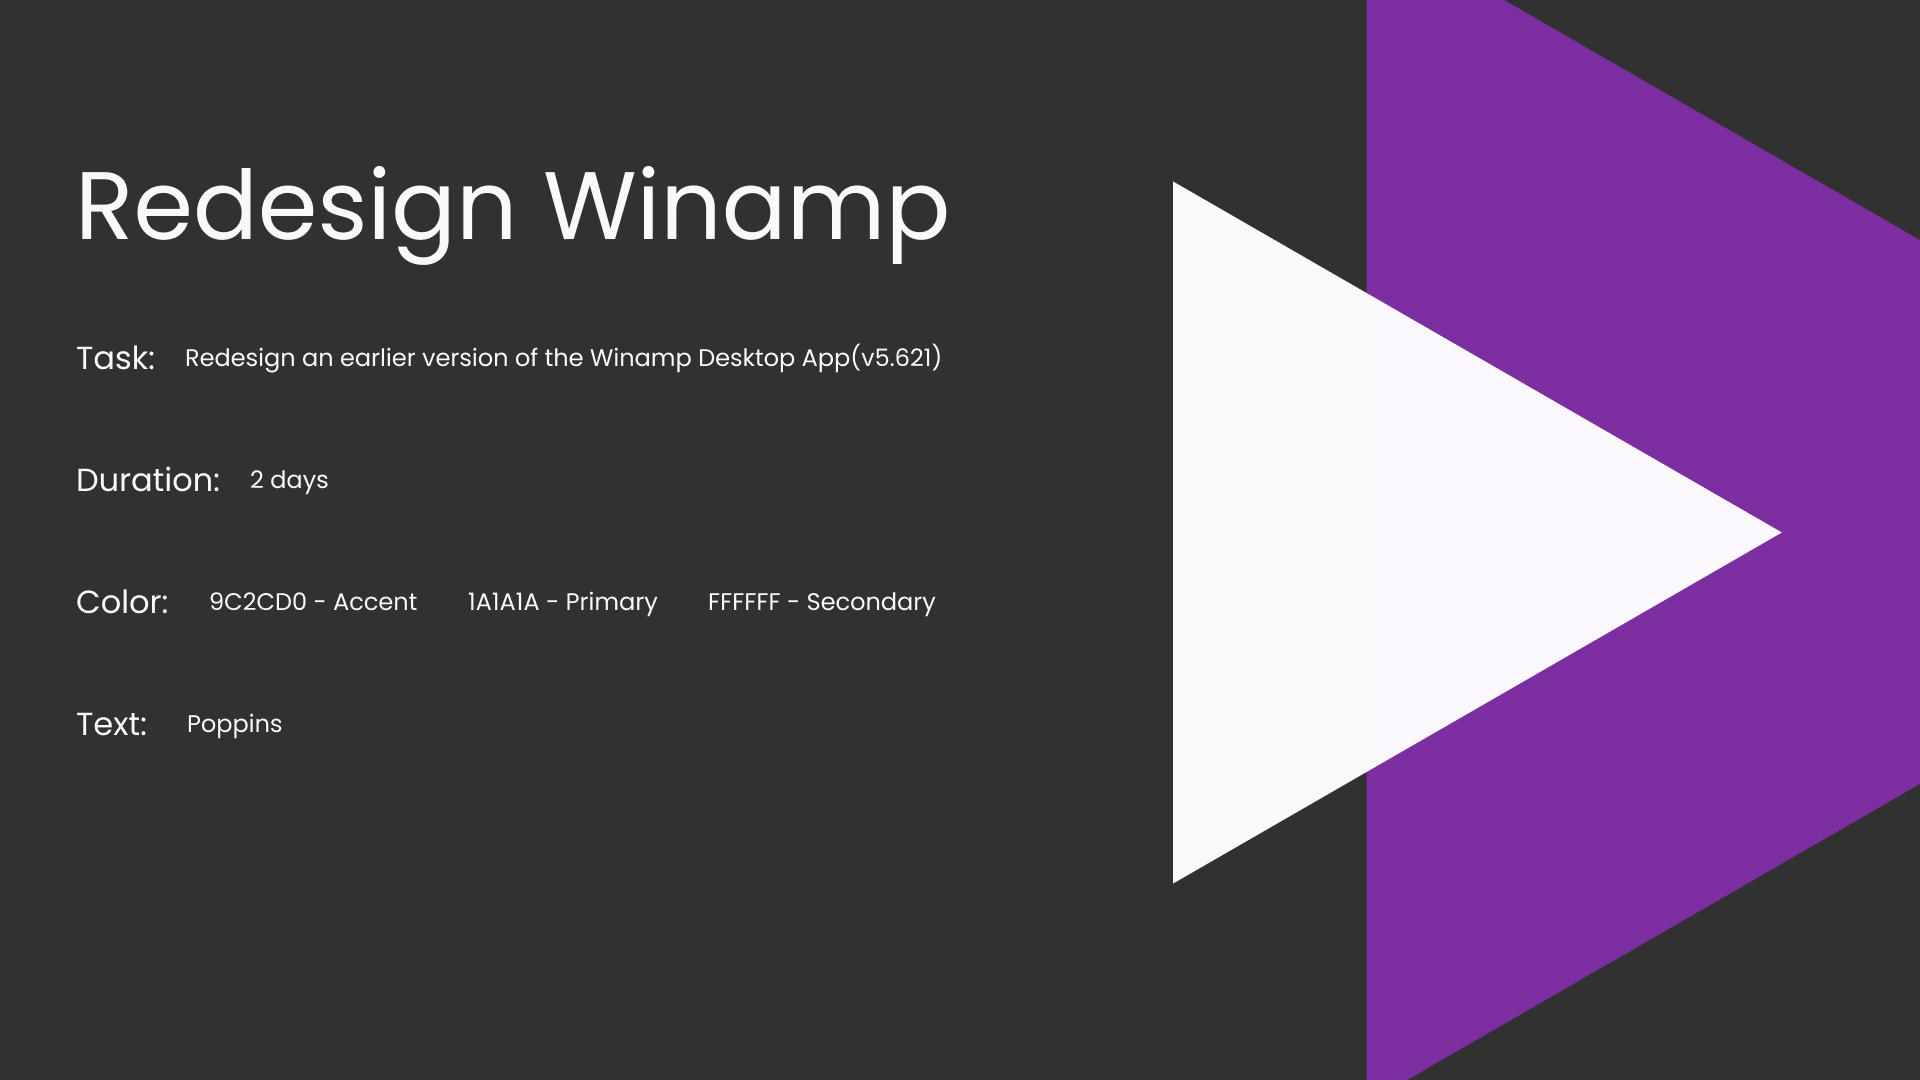 Redesign Winamp
Task: Redesign an earlier version of the Winamp Desktop App(v5.621)
Duration: 2 days
Color: 9C2CD0 - Accent 1A1A1A - Primary FFFFFF - Secondary
Text: Poppins